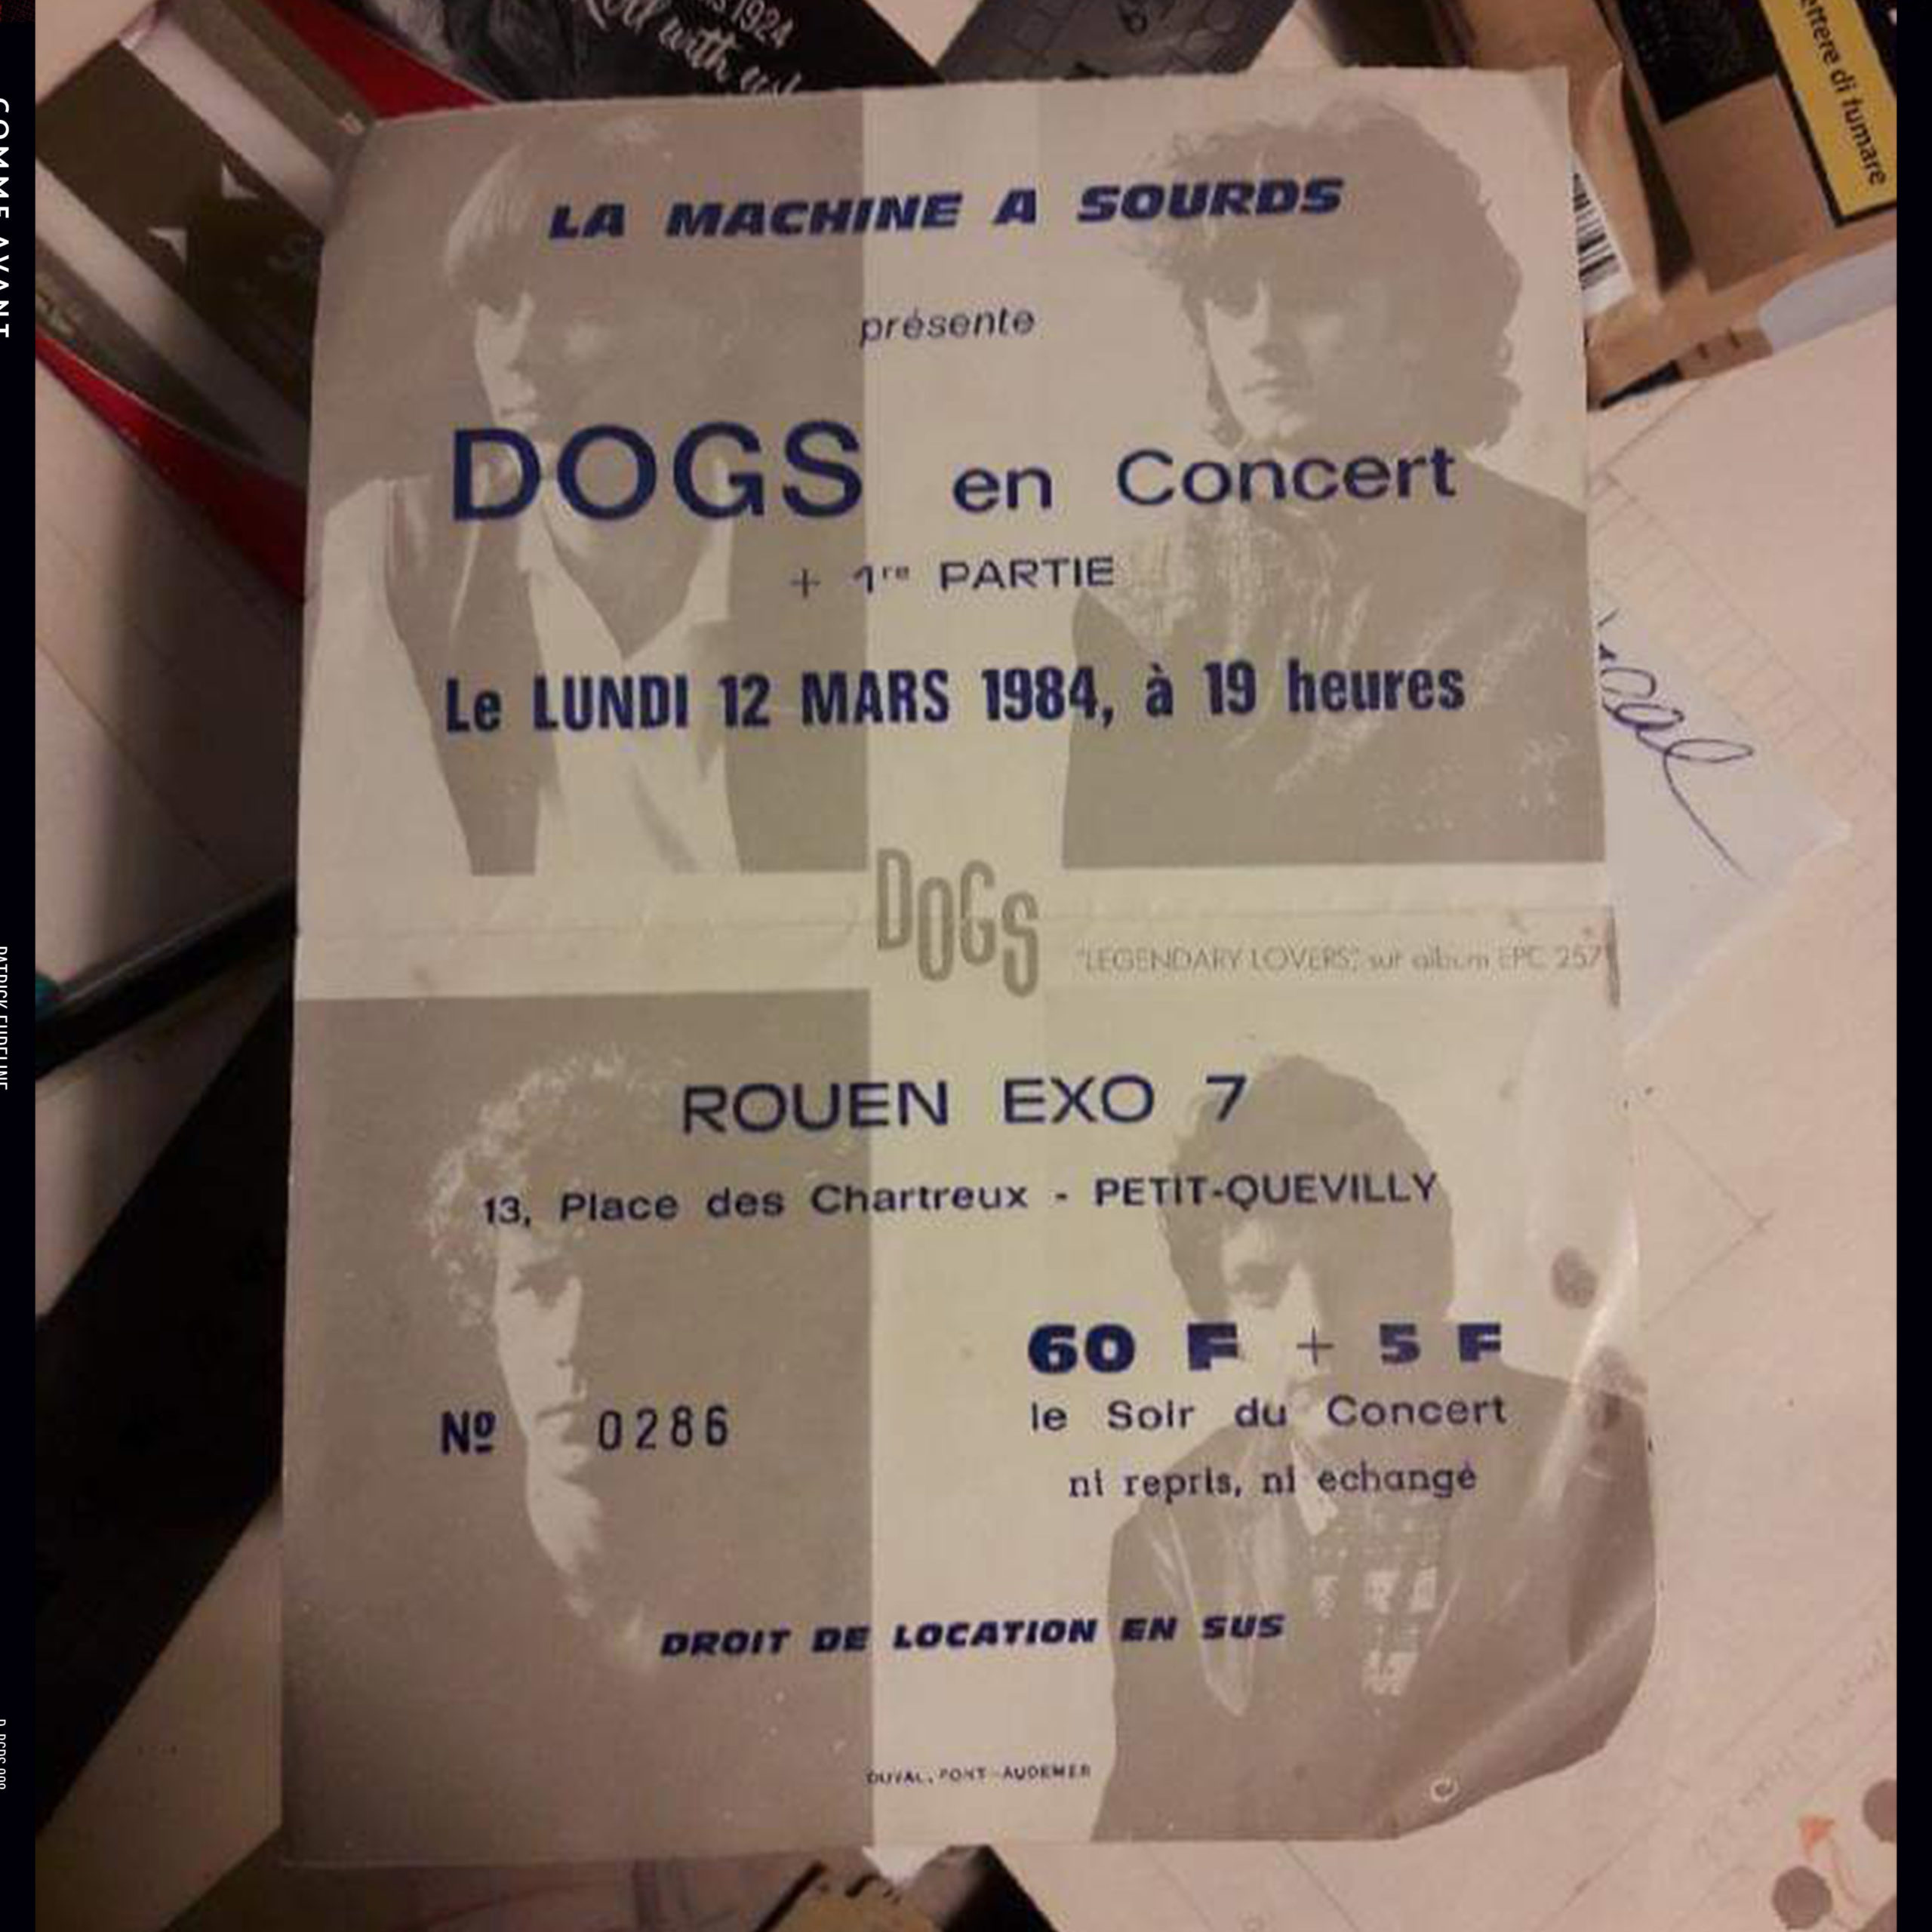 s 1924
COMME AVANT
ettere di fumare
LA MACHINE A SOURDS
présente
DOGS en Concert
+ 1re PARTIE
Le LUNDI 12 MARS 1984, à 19 heures
DOGS
"LEGENDARY LOVERS", sur album EPC 257
ROUEN EXO 7
13, Place des Chartreux - PETIT-QUEVILLY
60 F + 5 F
le Soir du Concert
Nº 0286
ni repris, ni echangé
DROIT DE LOCATION EN SUS
DUVAL, PONT-AUDEMER